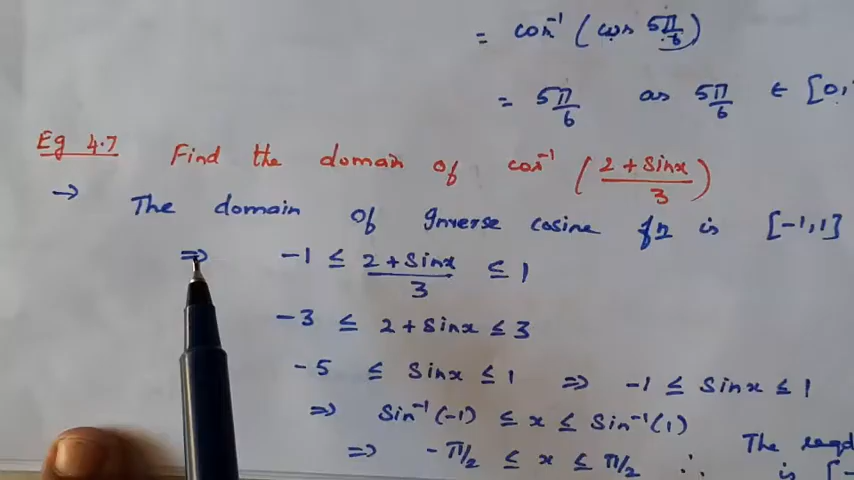 = cos⁻¹ (cos 5π/6)
= 5π/6 as 5π/6 ∈ [0,
Eg 4.7 Find the domain of cos⁻¹ (2 + sinx / 3)
→ The domain of Inverse cosine fn is [-1,1]
⇒ -1 ≤ 2 + sinx / 3 ≤ 1
-3 ≤ 2 + sinx ≤ 3
-5 ≤ sinx ≤ 1 ⇒ -1 ≤ sinx ≤ 1
⇒ sin⁻¹(-1) ≤ x ≤ sin⁻¹(1)
⇒ -π/2 ≤ x ≤ π/2 ∴ The
is [-